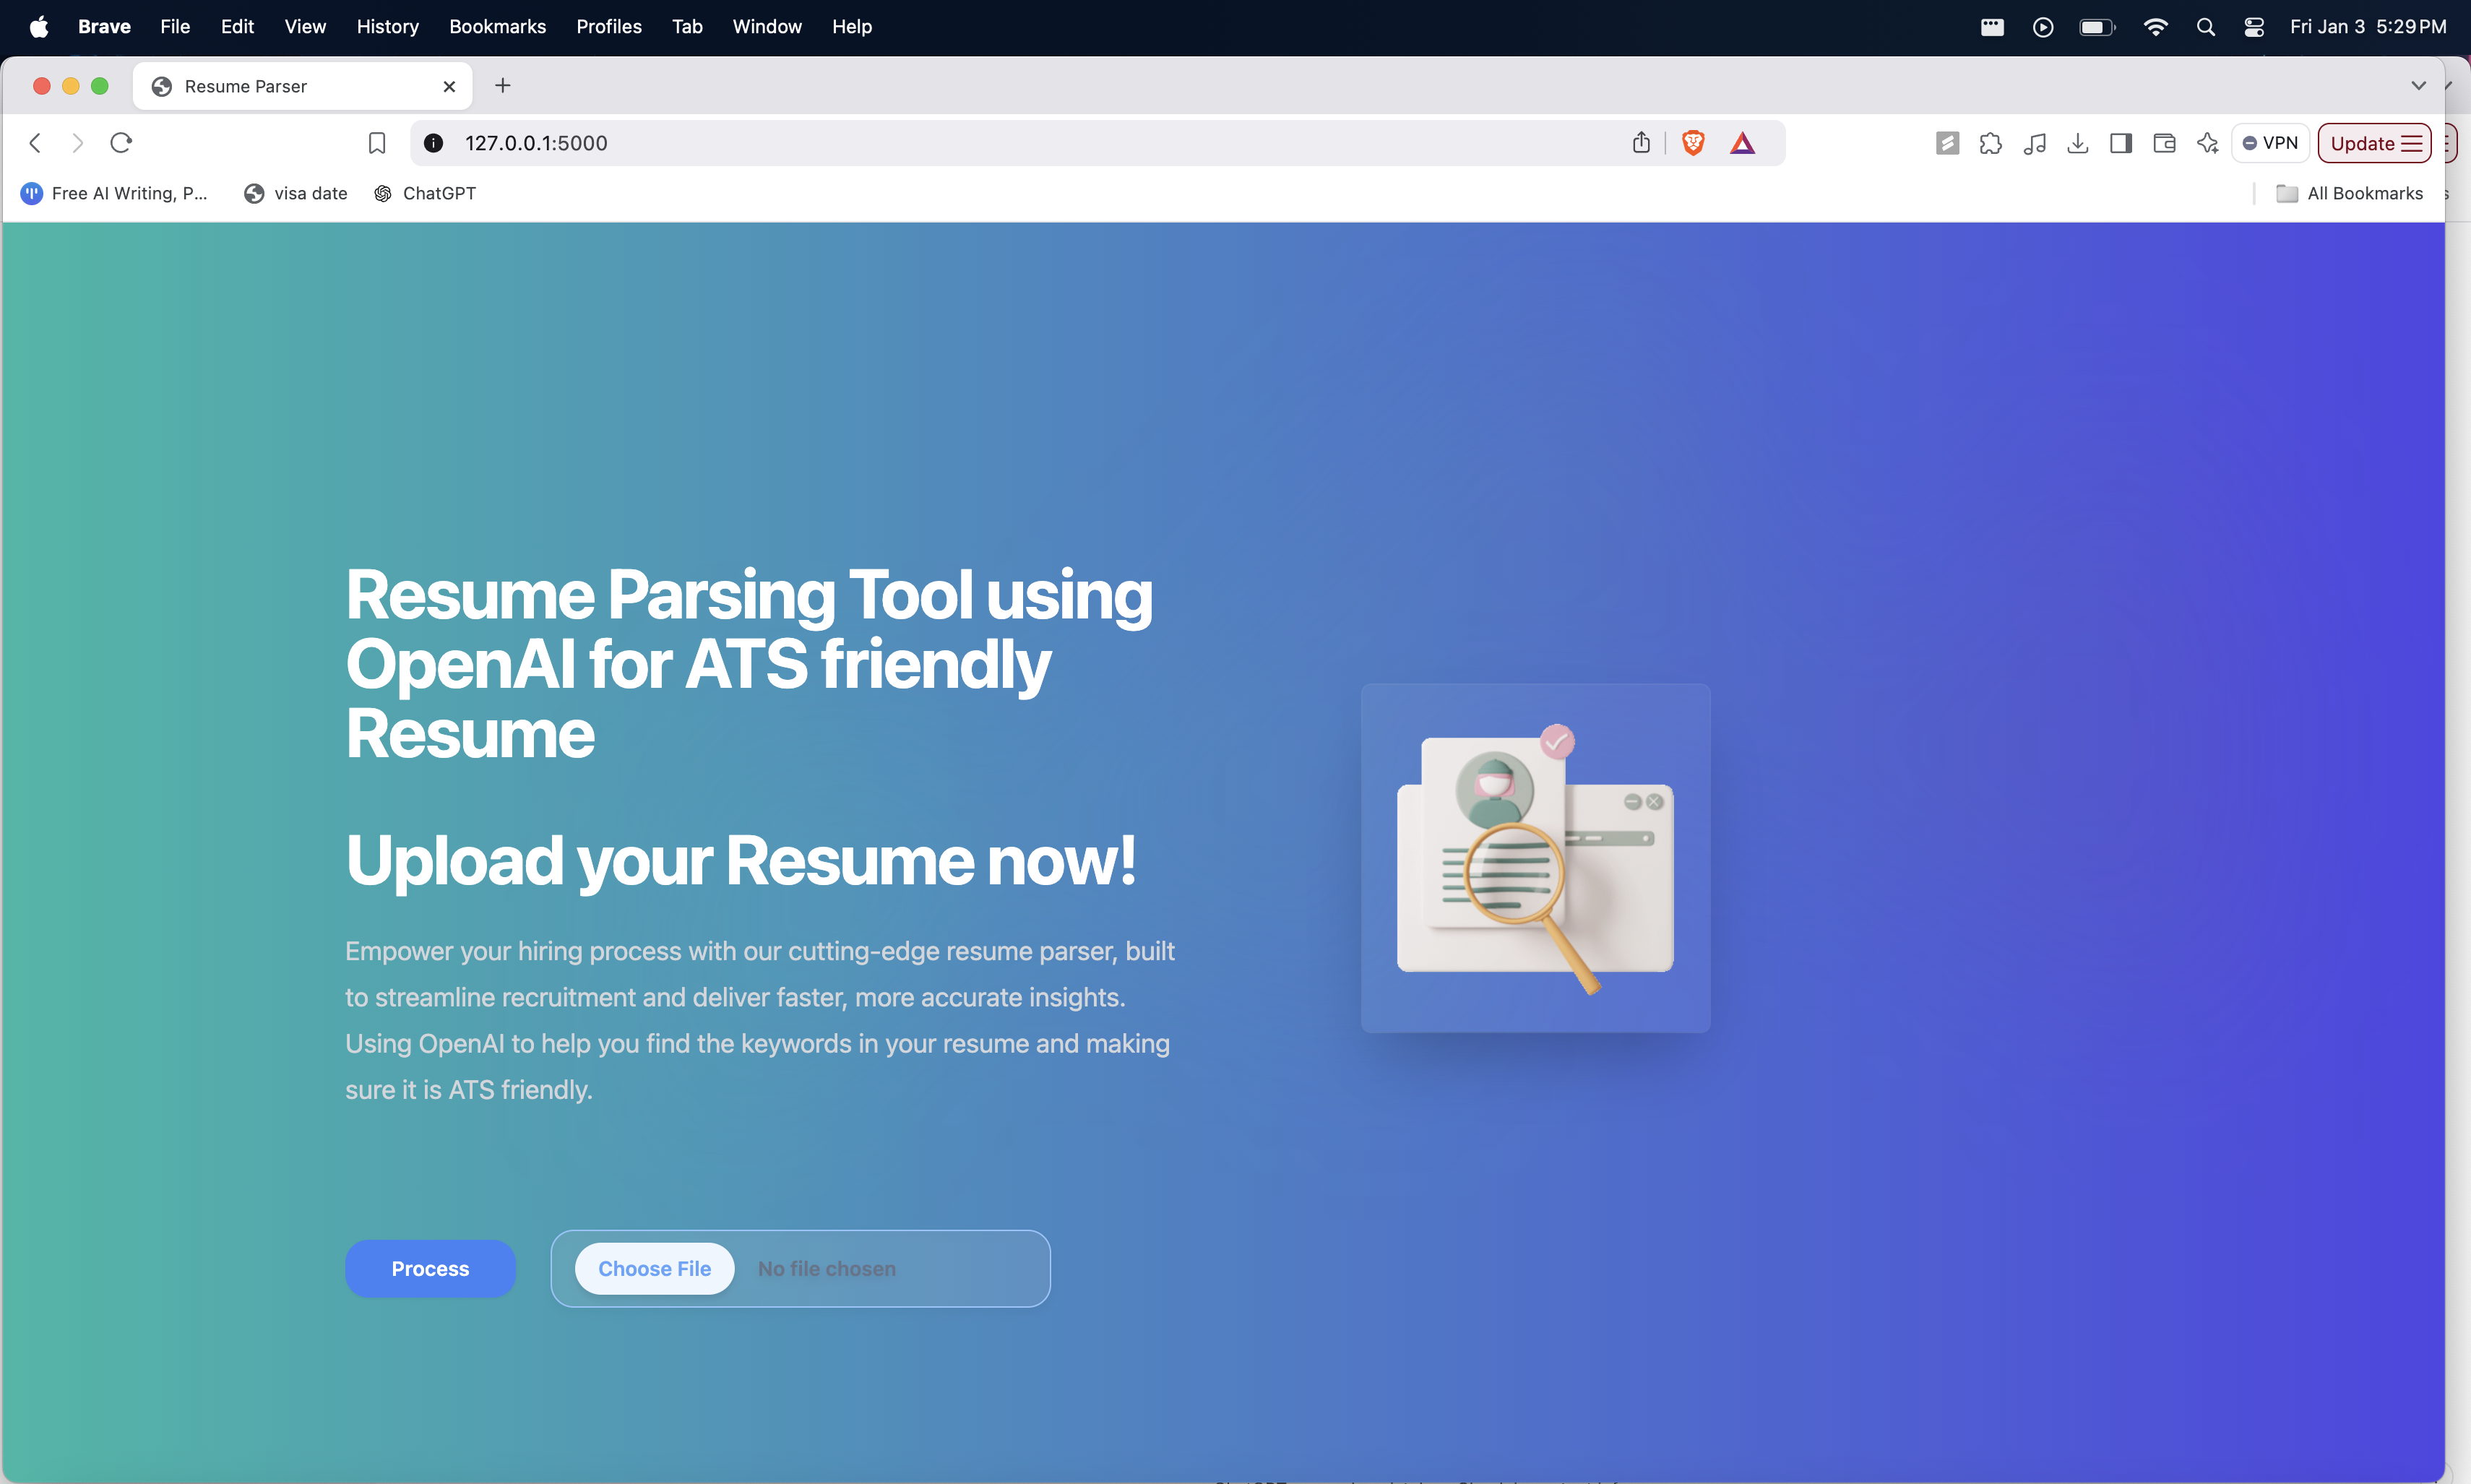 Brave File Edit View History Bookmarks Profiles Tab Window Help Fri Jan 3 5:29 PM
Resume Parser
127.0.0.1:5000 VPN Update
Free AI Writing, P... visa date ChatGPT All Bookmarks
Resume Parsing Tool using
OpenAI for ATS friendly
Resume
Upload your Resume now!
Empower your hiring process with our cutting-edge resume parser, built
to streamline recruitment and deliver faster, more accurate insights.
Using OpenAI to help you find the keywords in your resume and making
sure it is ATS friendly.
Process Choose File No file chosen